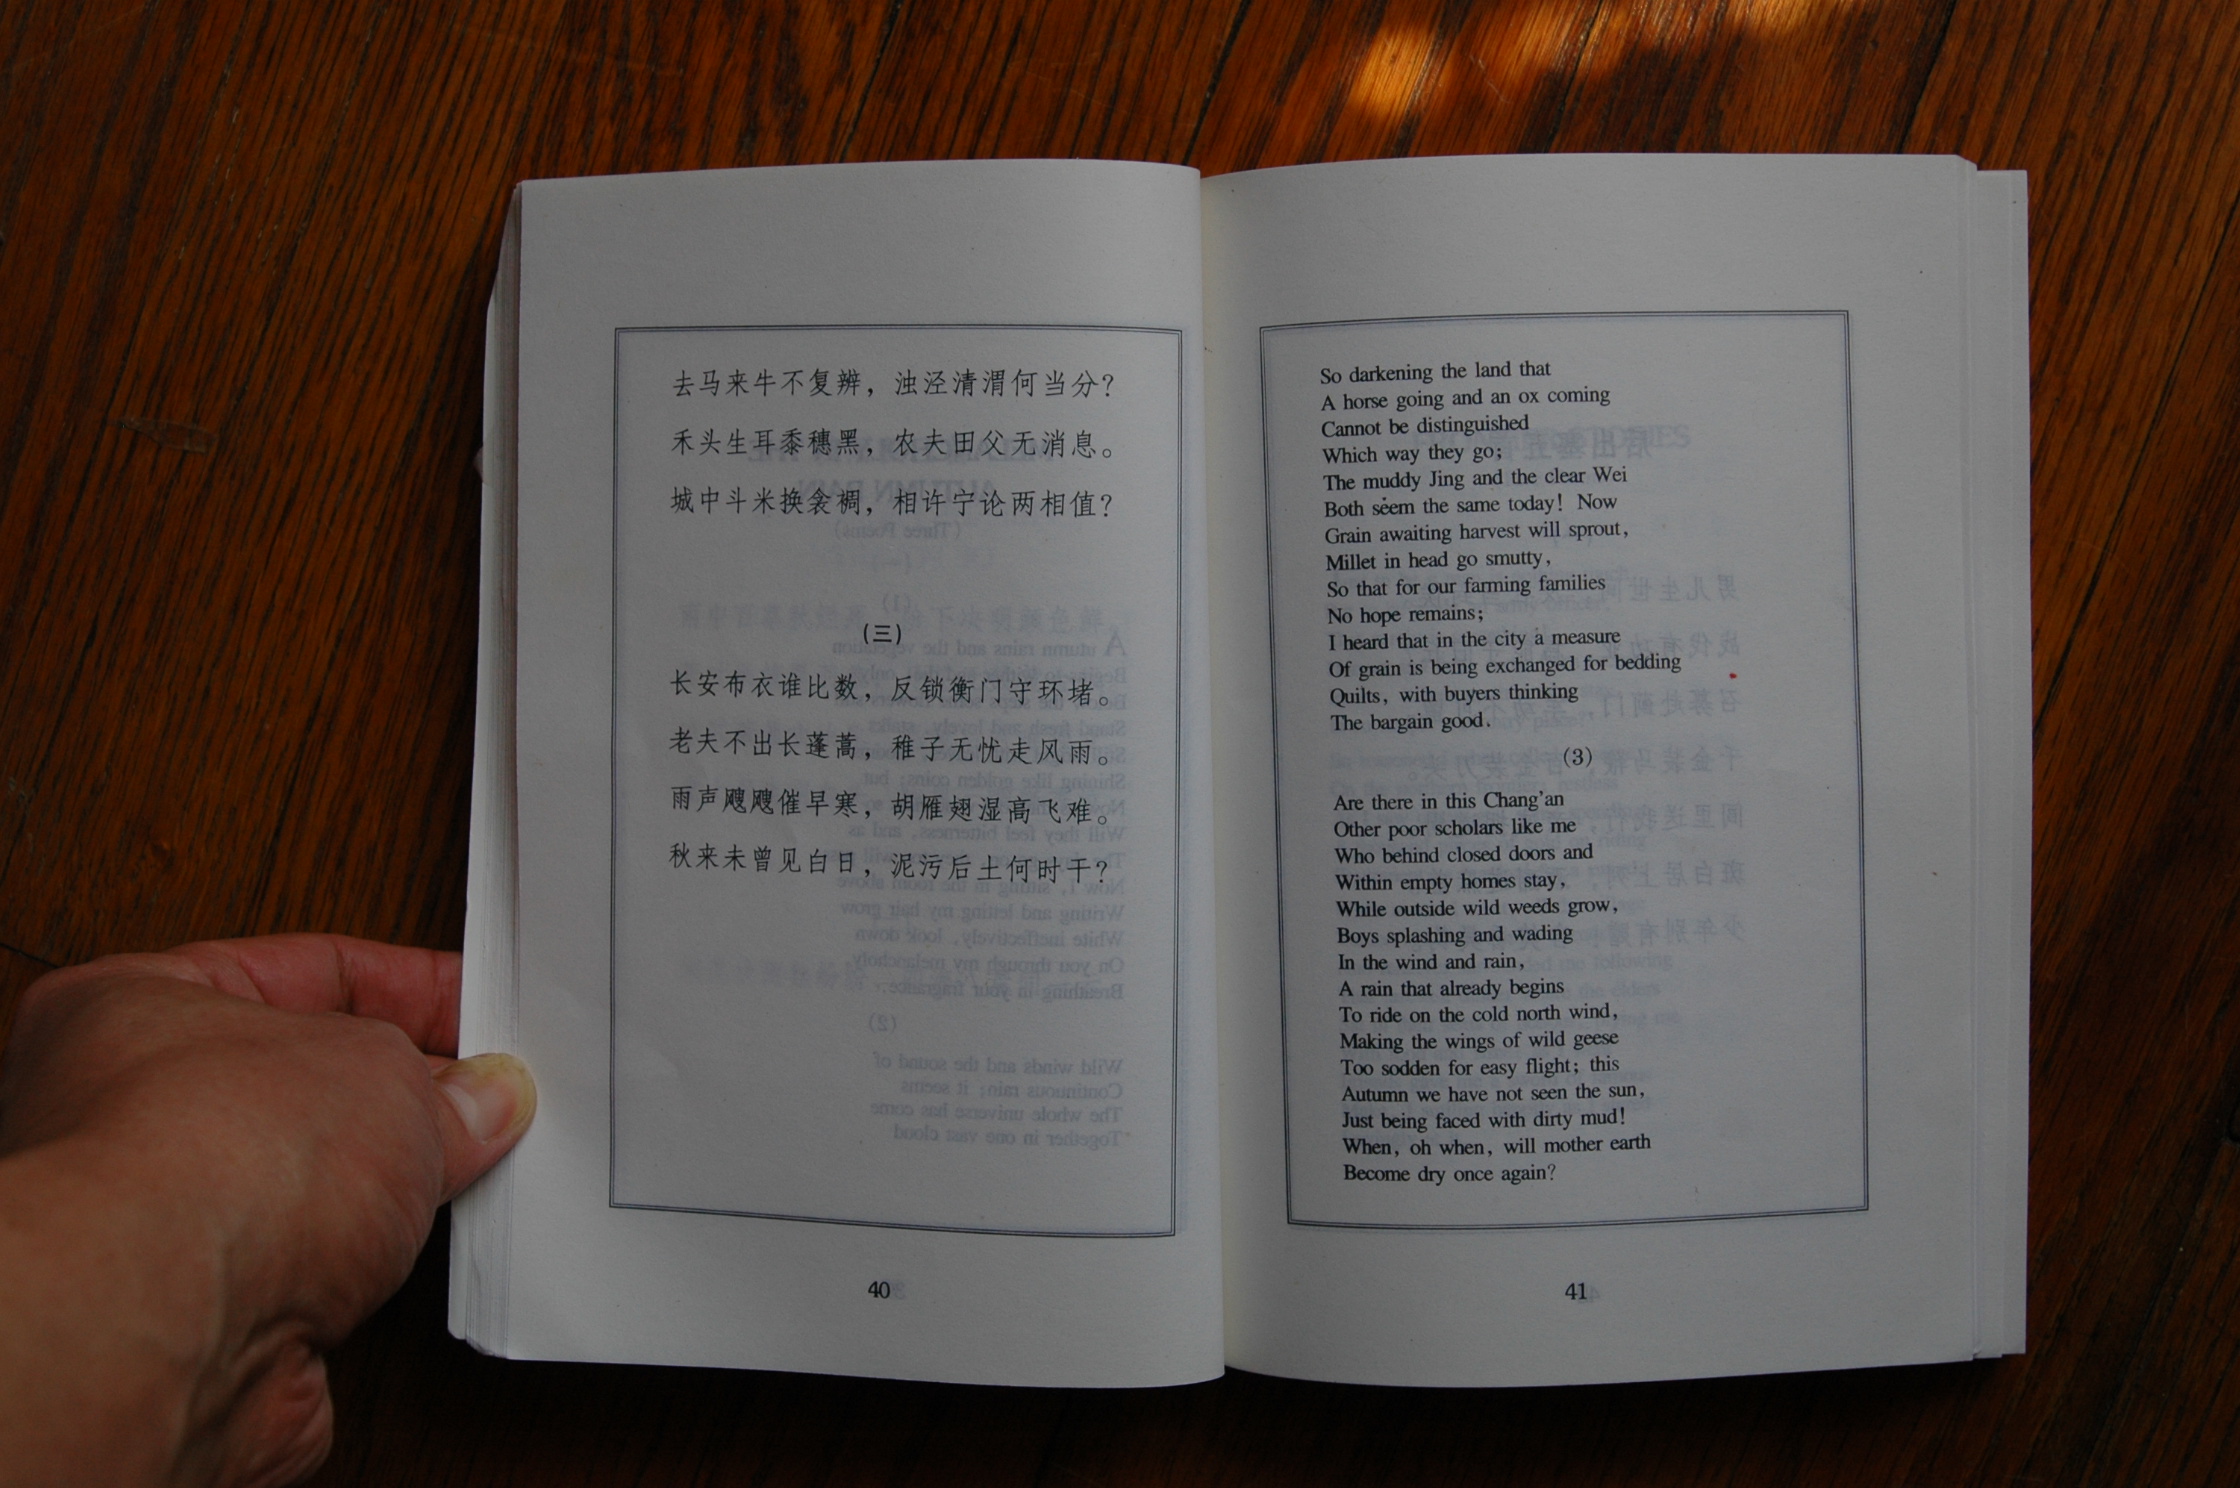 去马来牛不复辨，浊泾清渭何当分？
禾头生耳黍穗黑，农夫田父无消息。
城中斗米换衾裯，相许宁论两相值？
(三)
长安布衣谁比数，反锁衡门守环堵。
老夫不出长蓬蒿，稚子无忧走风雨。
雨声飕飕催早寒，胡雁翅湿高飞难。
秋来未曾见白日，泥污后土何时干？
40
So darkening the land that
A horse going and an ox coming
Cannot be distinguished
Which way they go;
The muddy Jing and the clear Wei
Both seem the same today! Now
Grain awaiting harvest will sprout,
Millet in head go smutty,
So that for our farming families
No hope remains;
I heard that in the city a measure
Of grain is being exchanged for bedding
Quilts, with buyers thinking
The bargain good.
(3)
Are there in this Chang'an
Other poor scholars like me
Who behind closed doors and
Within empty homes stay,
While outside wild weeds grow,
Boys splashing and wading
In the wind and rain,
A rain that already begins
To ride on the cold north wind,
Making the wings of wild geese
Too sodden for easy flight; this
Autumn we have not seen the sun,
Just being faced with dirty mud!
When, oh when, will mother earth
Become dry once again?
41